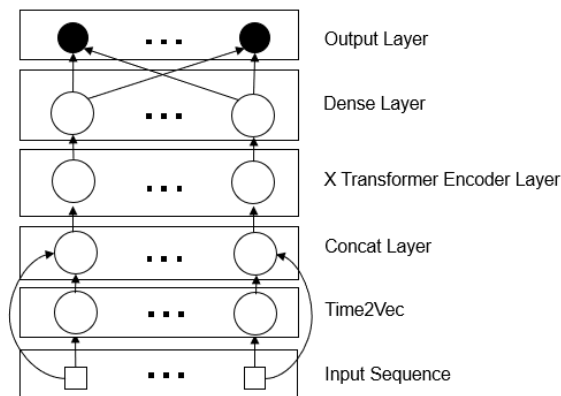 Output Layer
Dense Layer
X Transformer Encoder Layer
Concat Layer
Time2Vec
Input Sequence